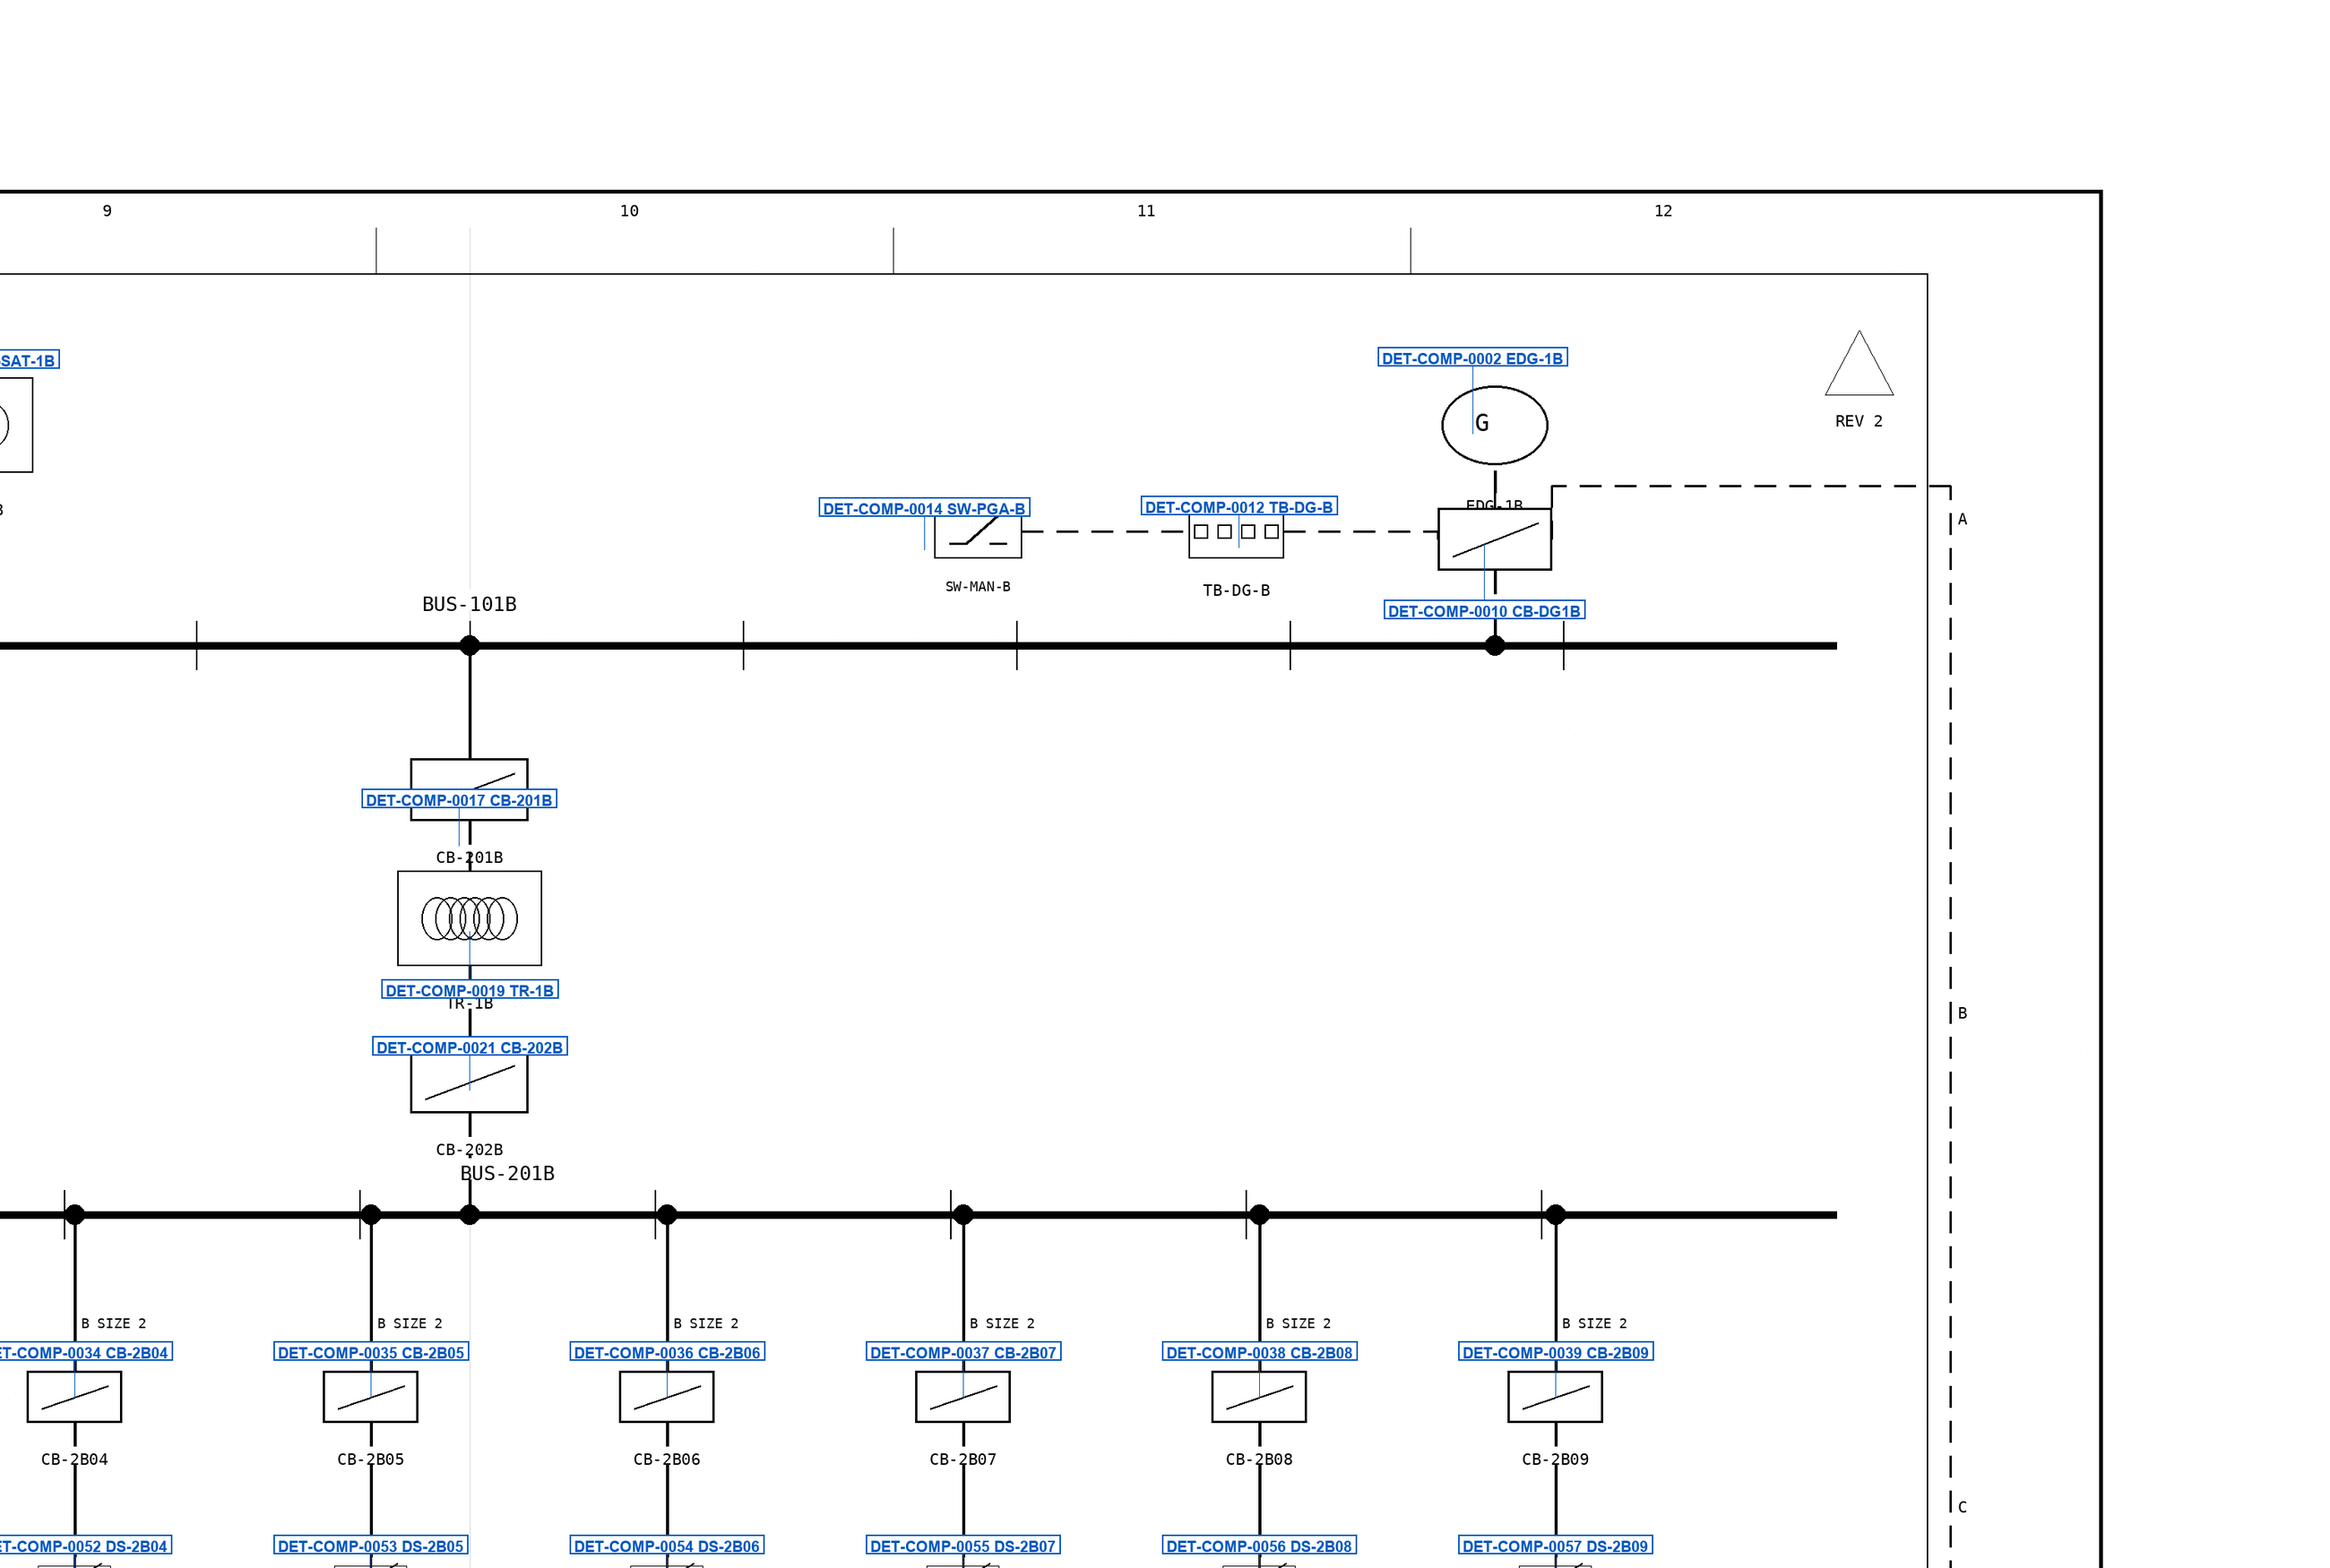 9 10 11 12
SAT-1B
DET-COMP-0002 EDG-1B
G
REV 2
B
EDG-1B
DET-COMP-0014 SW-PGA-B
DET-COMP-0012 TB-DG-B
A
SW-MAN-B
TB-DG-B
BUS-101B
DET-COMP-0010 CB-DG1B
DET-COMP-0017 CB-201B
CB-201B
DET-COMP-0019 TR-1B
TR-1B
B
DET-COMP-0021 CB-202B
CB-202B
BUS-201B
B SIZE 2 B SIZE 2 B SIZE 2 B SIZE 2 B SIZE 2 B SIZE 2
ET-COMP-0034 CB-2B04 DET-COMP-0035 CB-2B05 DET-COMP-0036 CB-2B06 DET-COMP-0037 CB-2B07 DET-COMP-0038 CB-2B08 DET-COMP-0039 CB-2B09
CB-2B04 CB-2B05 CB-2B06 CB-2B07 CB-2B08 CB-2B09
C
ET-COMP-0052 DS-2B04 DET-COMP-0053 DS-2B05 DET-COMP-0054 DS-2B06 DET-COMP-0055 DS-2B07 DET-COMP-0056 DS-2B08 DET-COMP-0057 DS-2B09